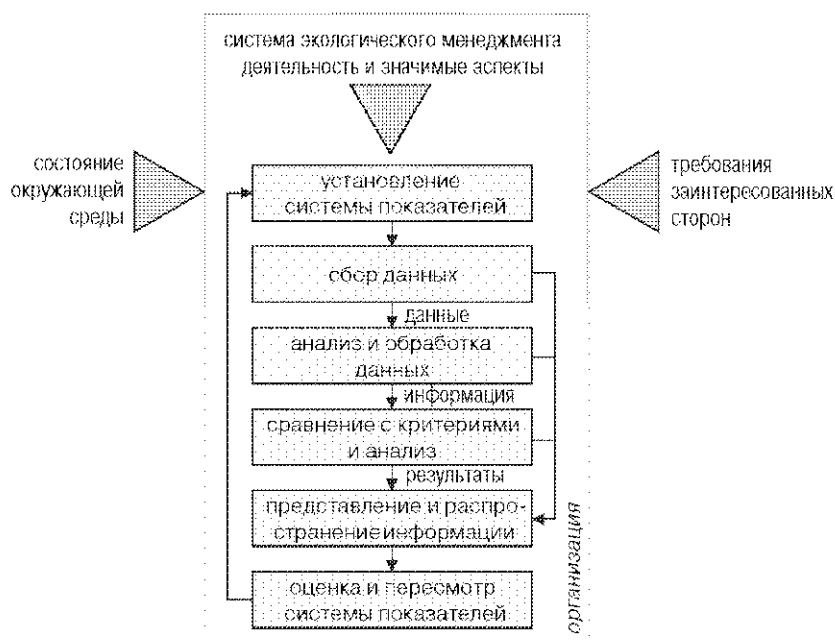 система экологического менеджмента
деятельность и значимые аспекты
состояние
окружающей
среды
требования
заинтересованных
сторон
установление
системы показателей
сбор данных
данные
анализ и обработка
данных
информация
сравнение с критериями
и анализ
результаты
представление и распро-
странение информации
оценка и пересмотр
системы показателей
организация